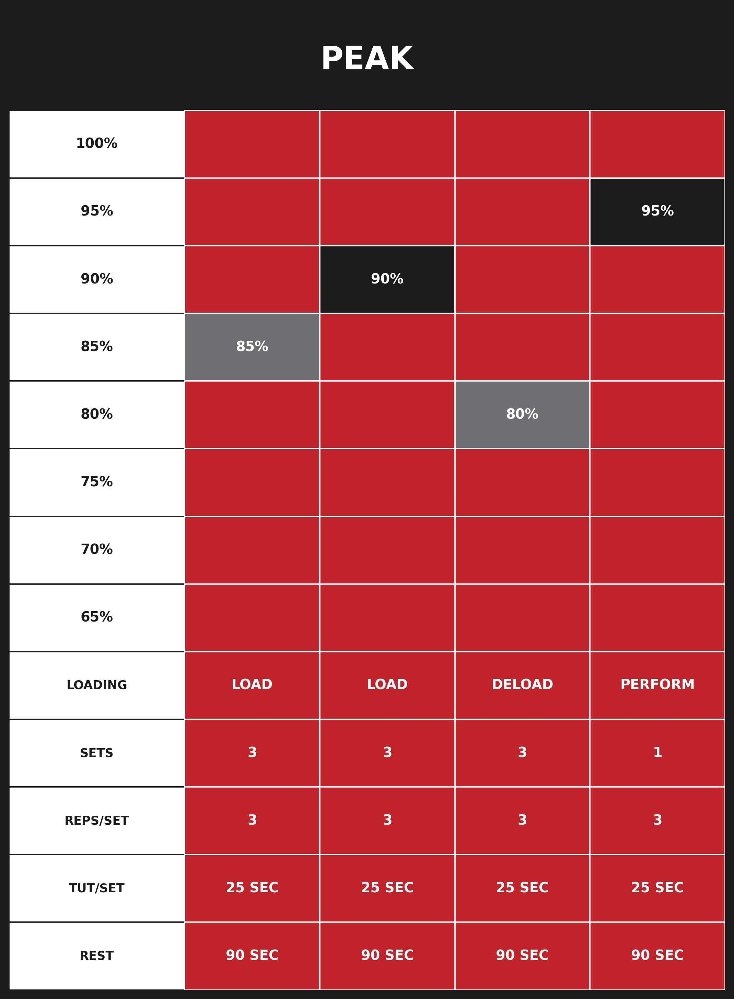 PEAK
100%
95% 95%
90% 90%
85% 85%
80% 80%
75%
70%
65%
LOADING LOAD LOAD DELOAD PERFORM
SETS 3 3 3 1
REPS/SET 3 3 3 3
TUT/SET 25 SEC 25 SEC 25 SEC 25 SEC
REST 90 SEC 90 SEC 90 SEC 90 SEC